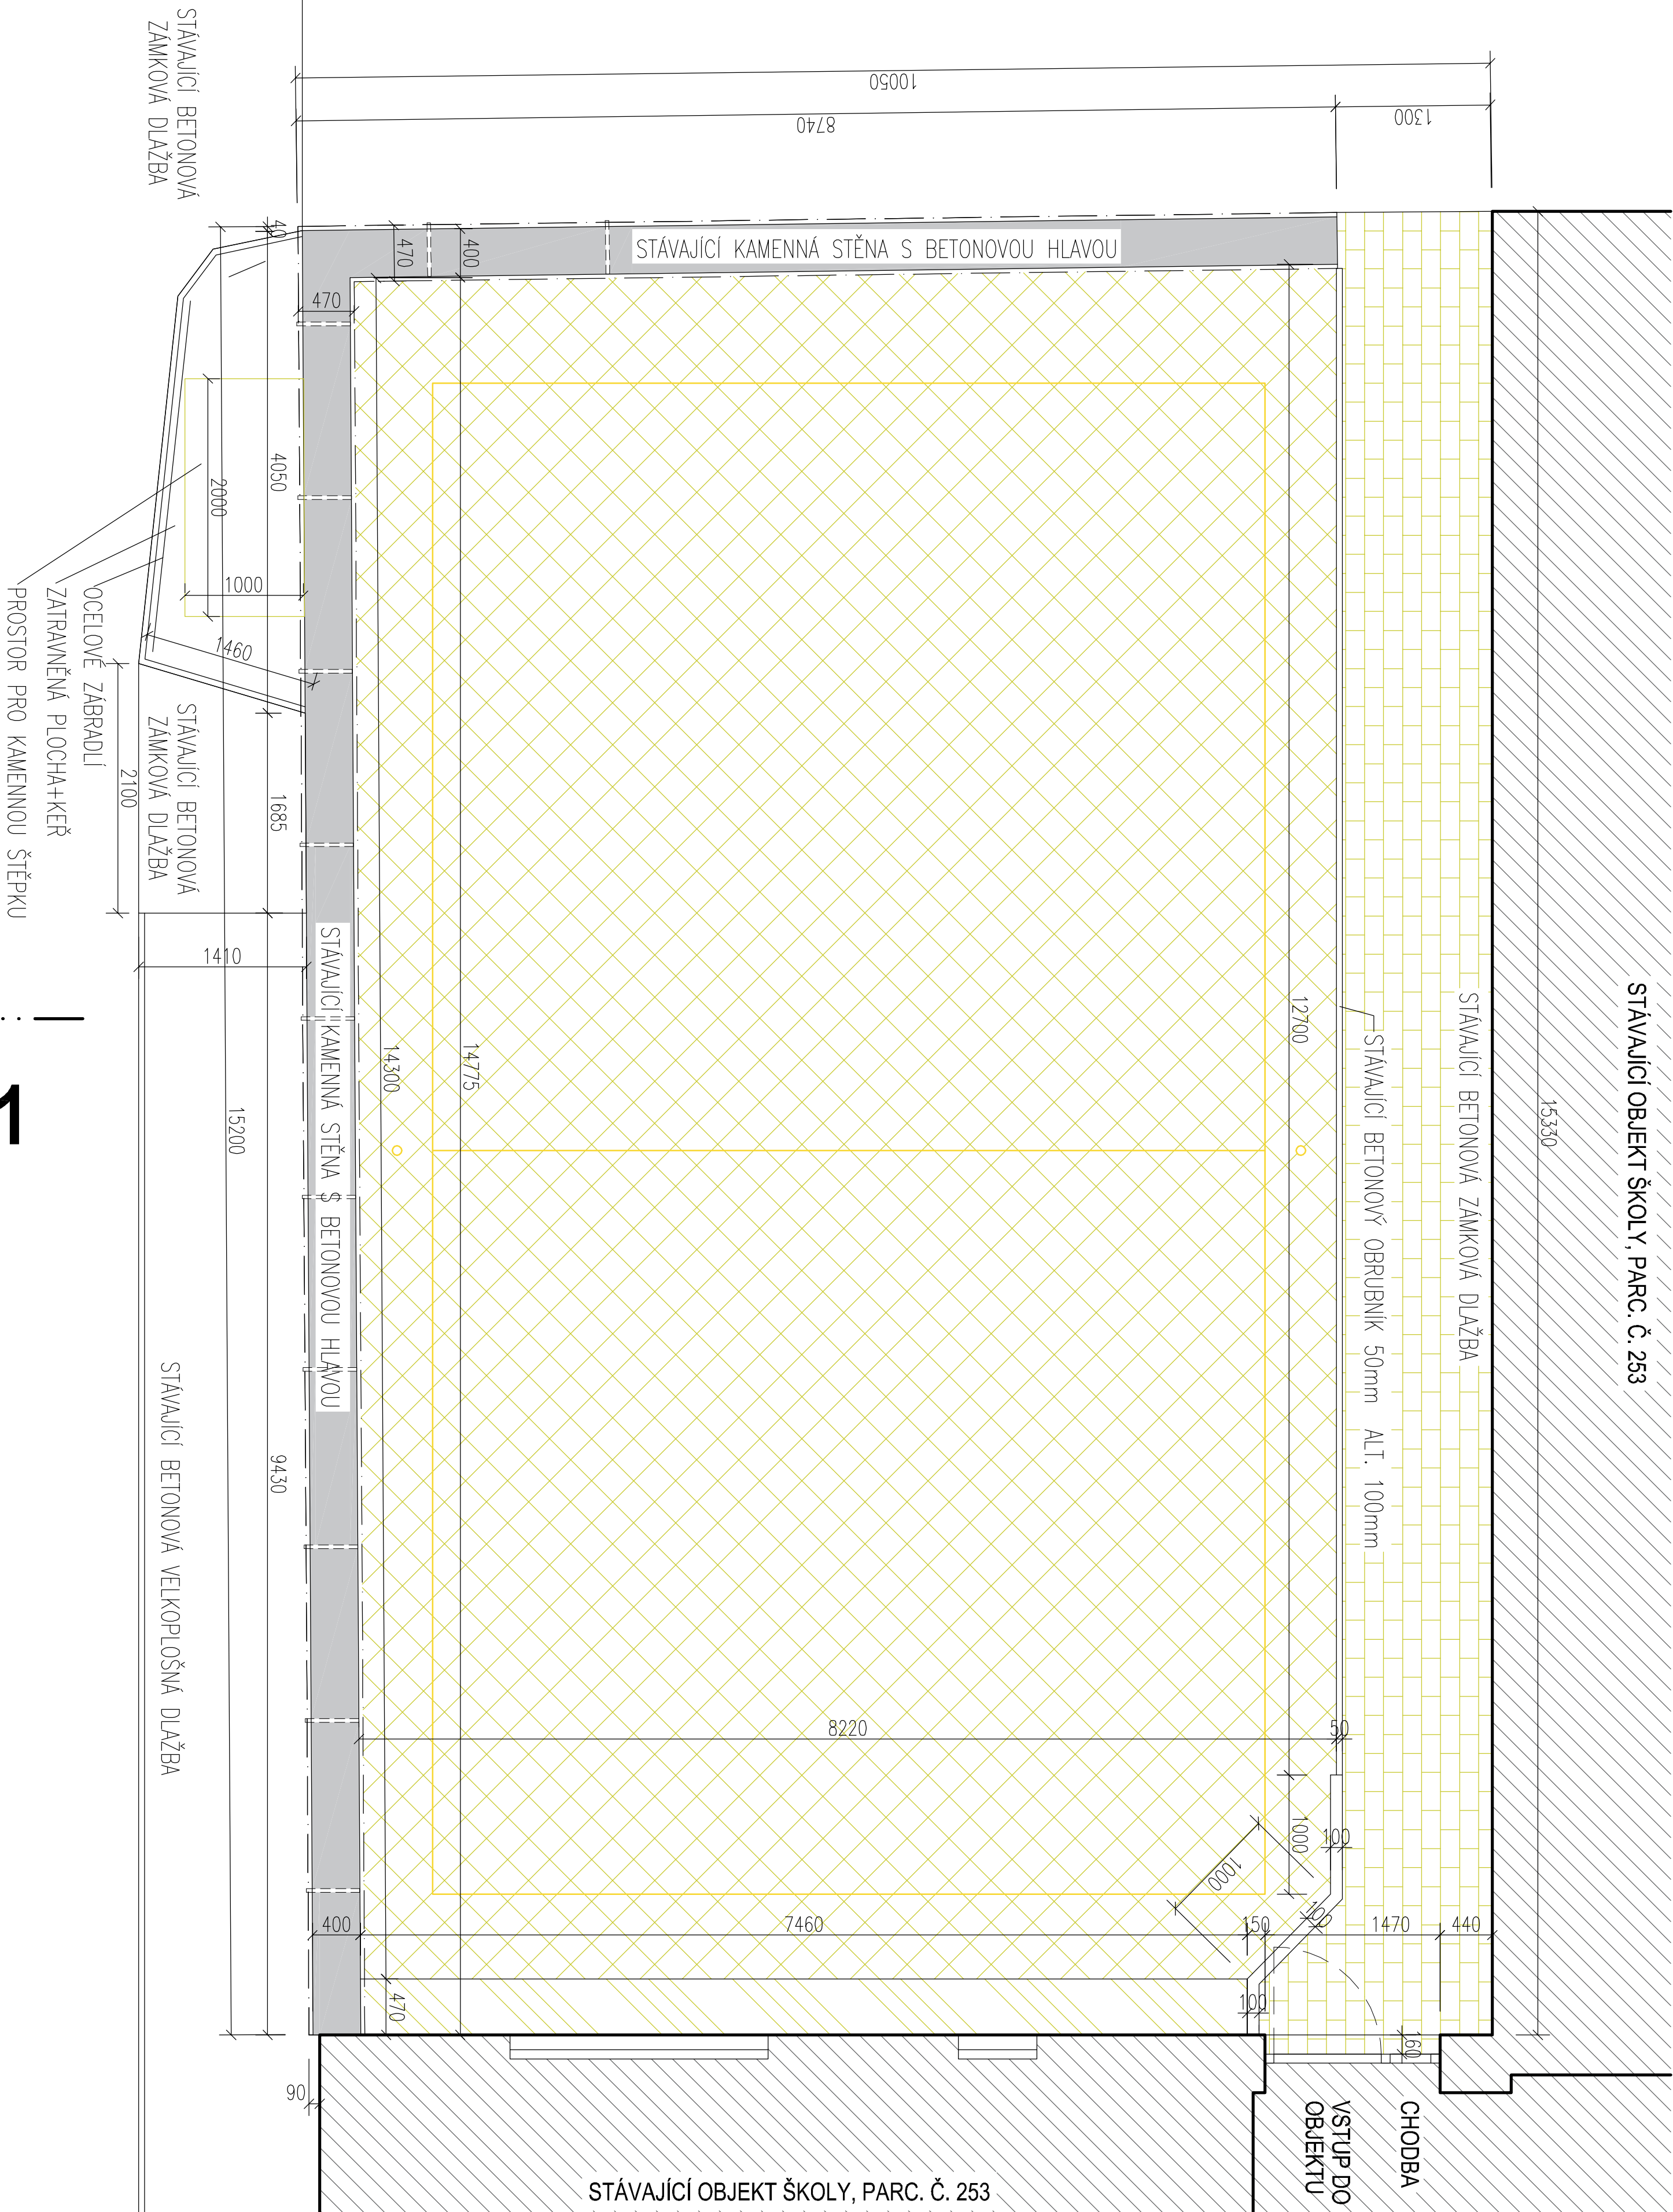 10050
8740
1300
STÁVAJÍCÍ BETONOVÁ
ZÁMKOVÁ DLAŽBA
STÁVAJÍCÍ KAMENNÁ STĚNA S BETONOVOU HLAVOU
470
400
470
40
4050
2000
1000
1460
1685
2100
1410
OCELOVÉ ZÁBRADLÍ
ZATRAVNĚNÁ PLOCHA+KEŘ
PROSTOR PRO KAMENNOU ŠTĚPKU
STÁVAJÍCÍ BETONOVÁ
ZÁMKOVÁ DLAŽBA
STÁVAJÍCÍ KAMENNÁ STĚNA S BETONOVOU HLAVOU
14300
14775
12700
15200
15330
9430
STÁVAJÍCÍ BETONOVÁ VELKOPLOŠNÁ DLAŽBA
STÁVAJÍCÍ BETONOVÝ OBRUBNÍK 50mm ALT. 100mm
STÁVAJÍCÍ BETONOVÁ ZÁMKOVÁ DLAŽBA
STÁVAJÍCÍ OBJEKT ŠKOLY, PARC. Č. 253
1
8220
50
1000
100
1000
100
400
7460
150
1470
440
470
100
160
90
CHODBA
VSTUP DO
OBJEKTU
STÁVAJÍCÍ OBJEKT ŠKOLY, PARC. Č. 253